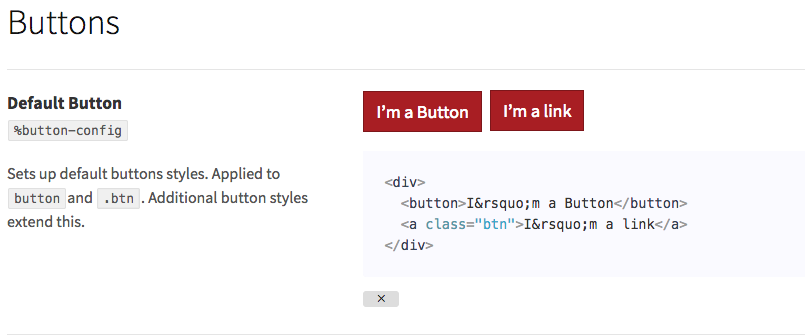 Buttons
Default Button
%button-config
Sets up default buttons styles. Applied to
button and .btn . Additional button styles
extend this.
I’m a Button
I’m a link
<div>
  <button>I&rsquo;m a Button</button>
  <a class="btn">I&rsquo;m a link</a>
</div>
×